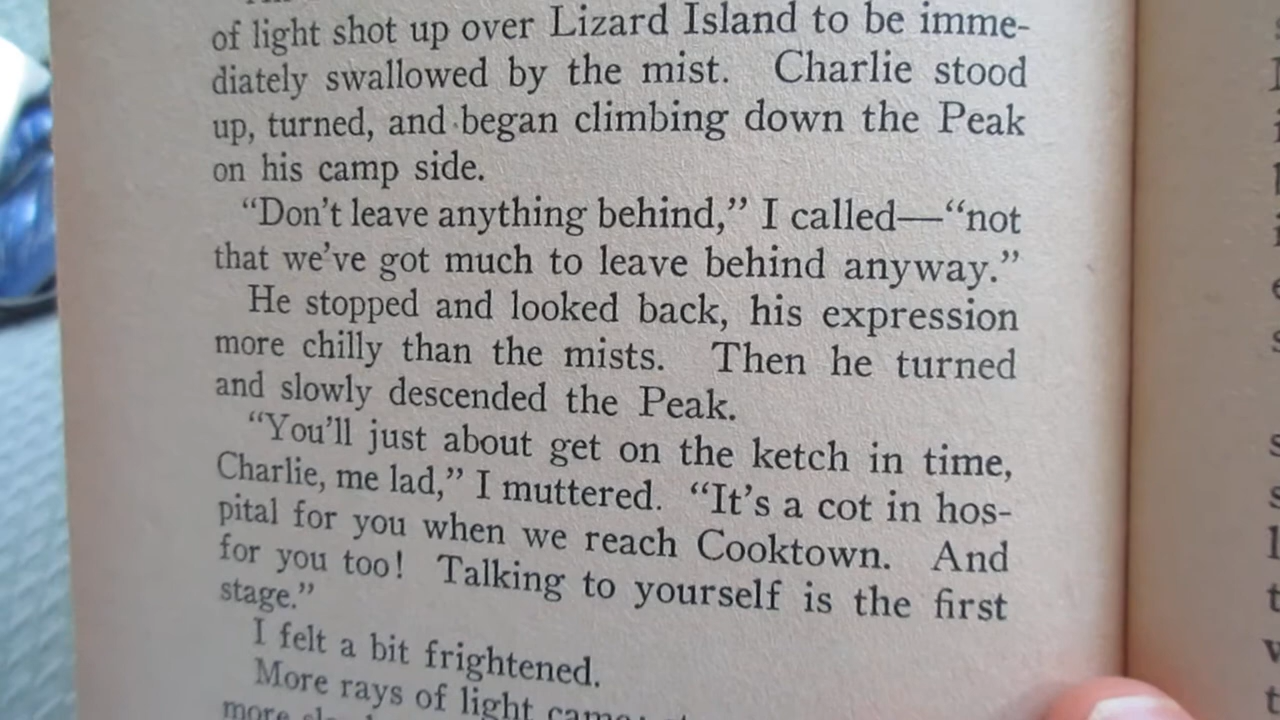 of light shot up over Lizard Island to be imme-
diately swallowed by the mist. Charlie stood
up, turned, and began climbing down the Peak
on his camp side.
“Don’t leave anything behind,” I called—“not
that we’ve got much to leave behind anyway.”
He stopped and looked back, his expression
more chilly than the mists. Then he turned
and slowly descended the Peak.
“You’ll just about get on the ketch in time,
Charlie, me lad,” I muttered. “It’s a cot in hos-
pital for you when we reach Cooktown. And
for you too! Talking to yourself is the first
stage.”
I felt a bit frightened.
More rays of light came
more